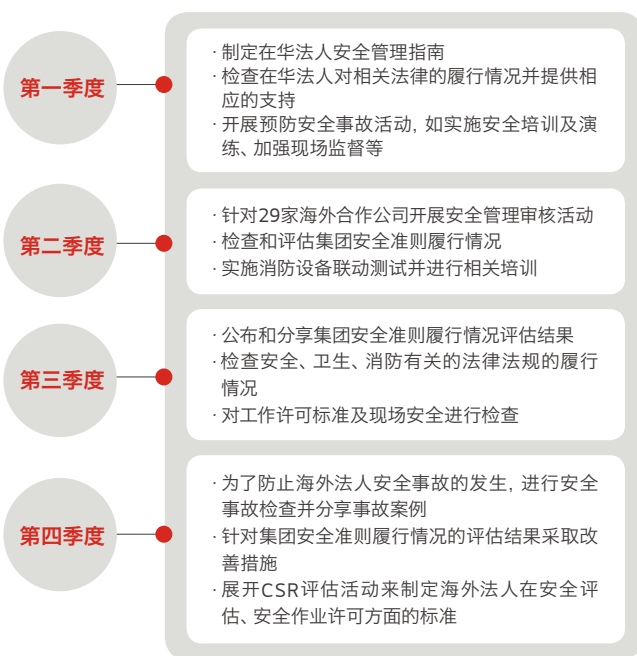 第一季度
· 制定在华法人安全管理指南
· 检查在华法人对相关法律的履行情况并提供相
应的支持
· 开展预防安全事故活动, 如实施安全培训及演
练、加强现场监督等
第二季度
· 针对29家海外合作公司开展安全管理审核活动
· 检查和评估集团安全准则履行情况
· 实施消防设备联动测试并进行相关培训
第三季度
· 公布和分享集团安全准则履行情况评估结果
· 检查安全、卫生、消防有关的法律法规的履行
情况
· 对工作许可标准及现场安全进行检查
第四季度
· 为了防止海外法人安全事故的发生, 进行安全
事故检查并分享事故案例
· 针对集团安全准则履行情况的评估结果采取改
善措施
· 展开CSR评估活动来制定海外法人在安全评
估、安全作业许可方面的标准